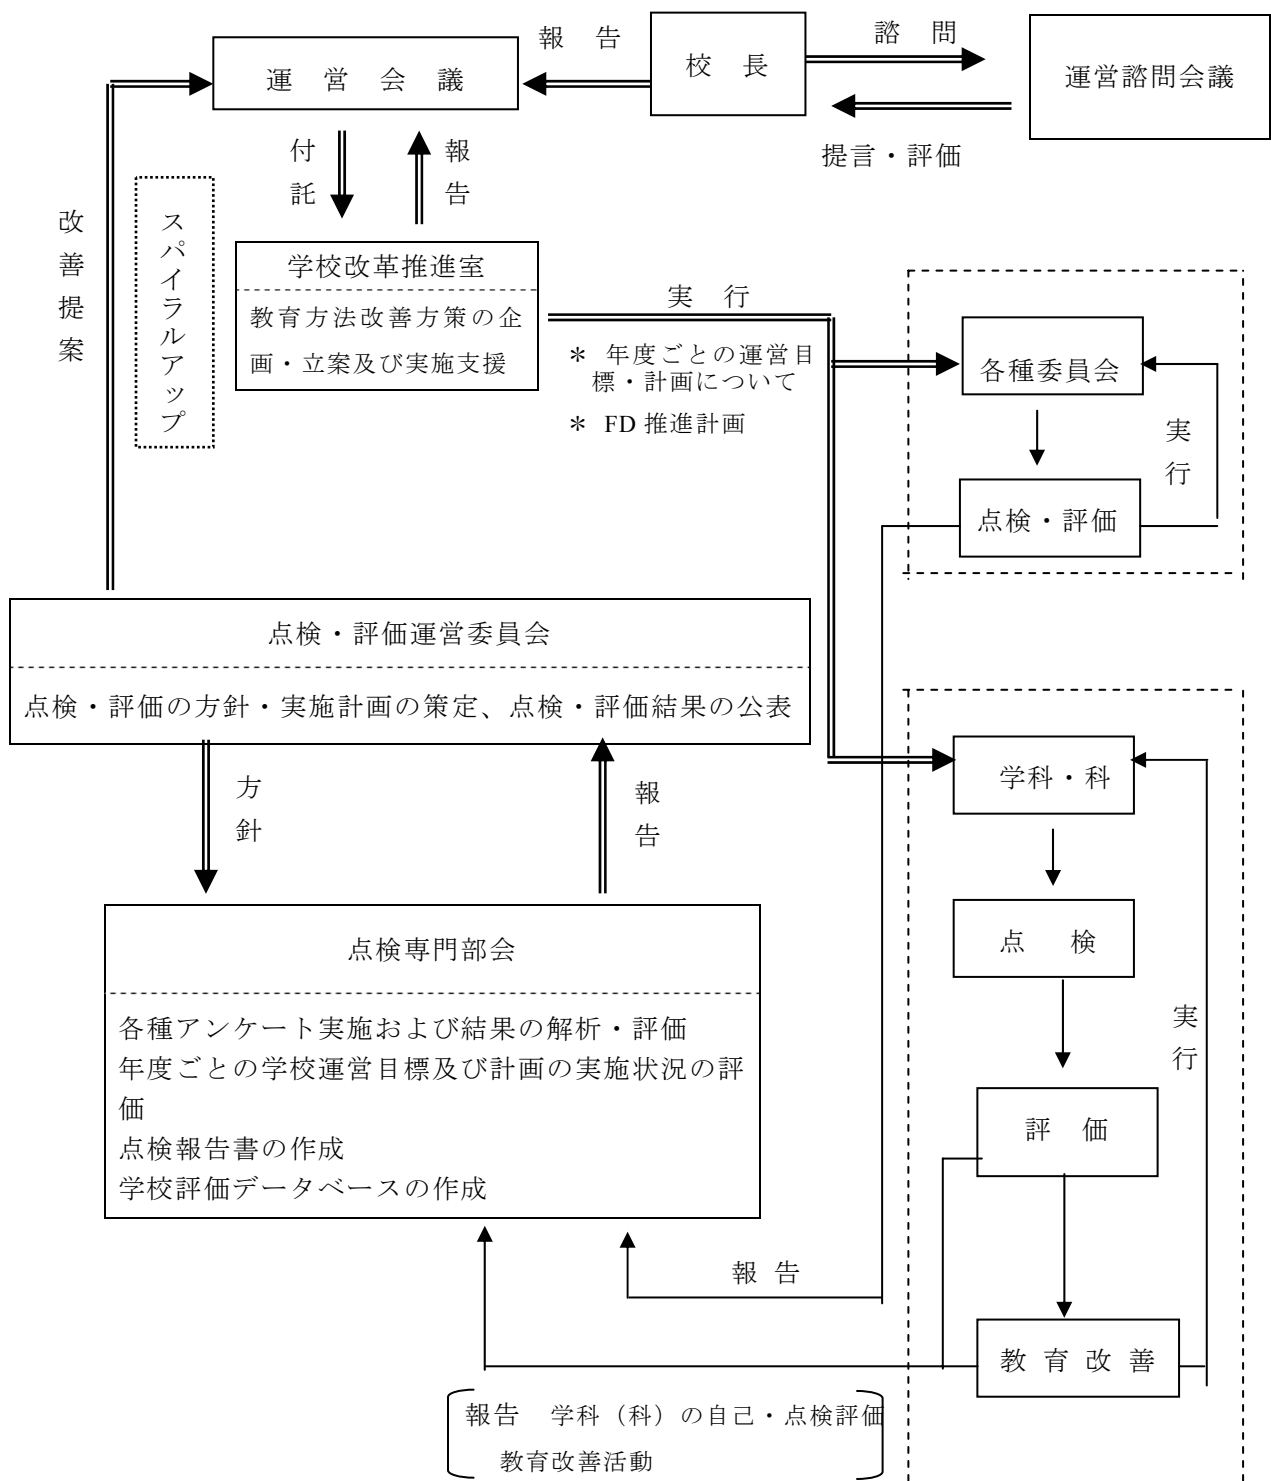 報　告
諮　問
運　営　会　議
校　長
運営諮問会議
提言・評価
付託
報告
改善提案
スパイラルアップ
学校改革推進室
教育方法改善方策の企
画・立案及び実施支援
実　行
＊ 年度ごとの運営目
標・計画について
＊ FD 推進計画
各種委員会
実行
点検・評価
点検・評価運営委員会
点検・評価の方針・実施計画の策定、点検・評価結果の公表
方針
報告
学科・科
点　検
実行
評　価
教 育 改 善
点検専門部会
各種アンケート実施および結果の解析・評価
年度ごとの学校運営目標及び計画の実施状況の評
価
点検報告書の作成
学校評価データベースの作成
報 告
報告　学科（科）の自己・点検評価
教育改善活動